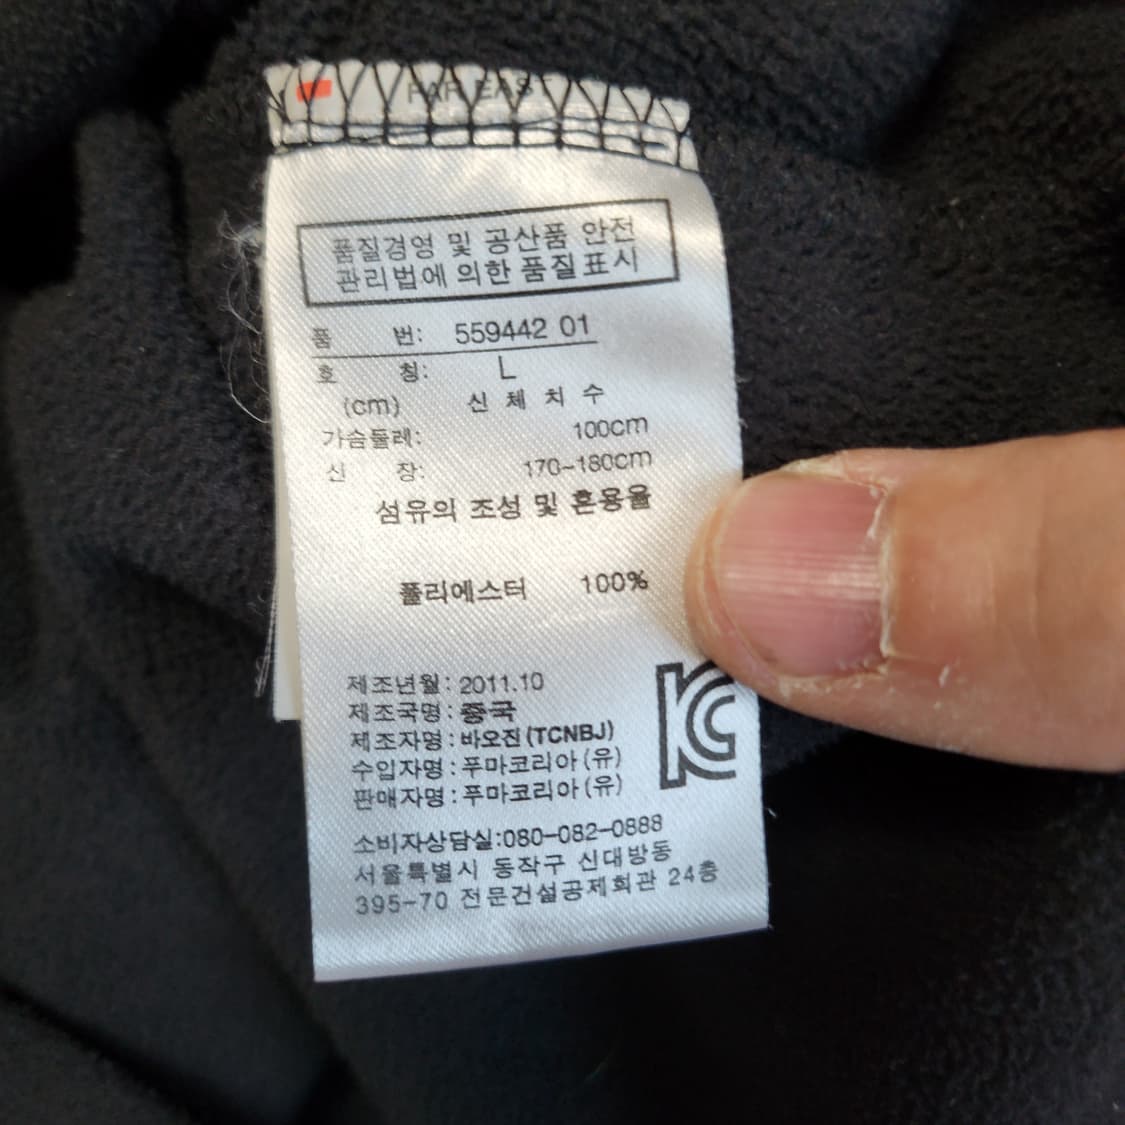 FAR EAST
품질경영 및 공산품 안전
관리법에 의한 품질표시
품 번: 559442 01
호 칭: L
(cm) 신 체 치 수
가슴둘레: 100cm
신 장: 170~180cm
섬유의 조성 및 혼용율
폴리에스터 100%
제조년월: 2011.10
제조국명: 중국
제조자명: 바오진(TCNBJ)
수입자명: 푸마코리아(유)
판매자명: 푸마코리아(유)
소비자상담실:080-082-0888
서울특별시 동작구 신대방동
395-70 전문건설공제회관 24층